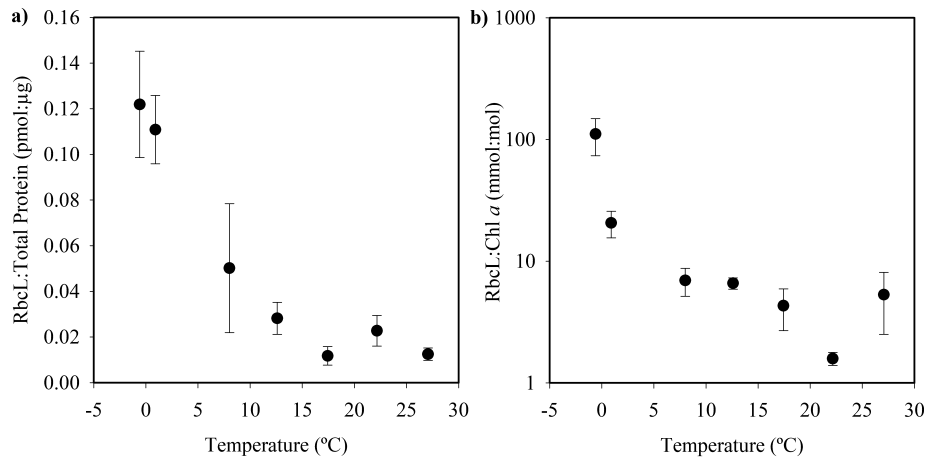 a)
0.16
0.14
0.12
0.10
0.08
0.06
0.04
0.02
0.00
RbcL:Total Protein (pmol:µg)
-5 0 5 10 15 20 25 30
Temperature (ºC)
b)
1000
100
10
1
RbcL:Chl a (mmol:mol)
-5 0 5 10 15 20 25 30
Temperature (ºC)